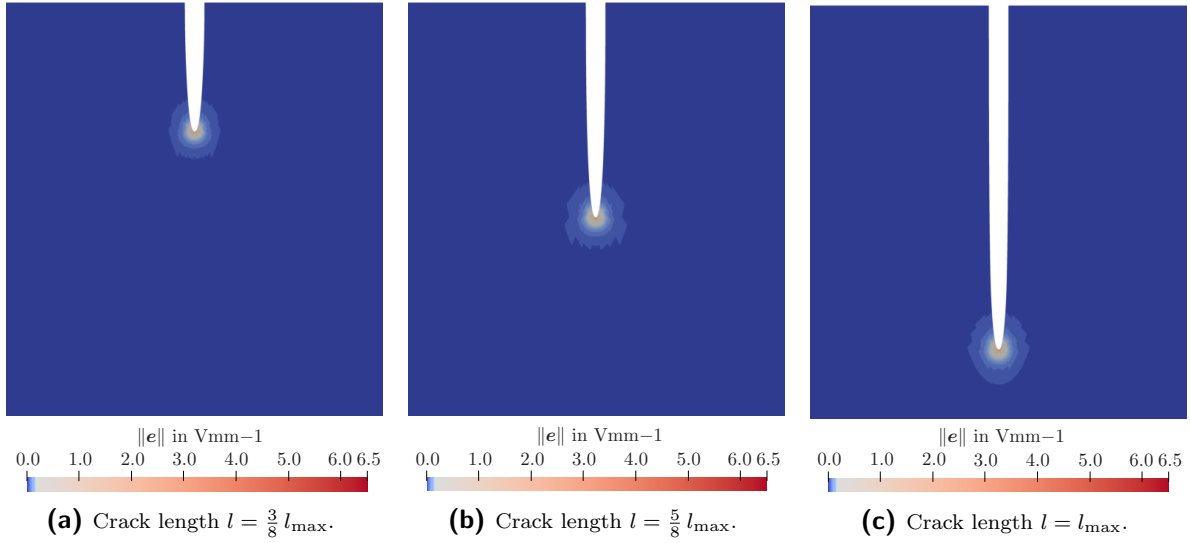 ‖e‖ in Vmm−1
0.0 1.0 2.0 3.0 4.0 5.0 6.0 6.5
(a) Crack length l = 3/8 l_max.
‖e‖ in Vmm−1
0.0 1.0 2.0 3.0 4.0 5.0 6.0 6.5
(b) Crack length l = 5/8 l_max.
‖e‖ in Vmm−1
0.0 1.0 2.0 3.0 4.0 5.0 6.0 6.5
(c) Crack length l = l_max.